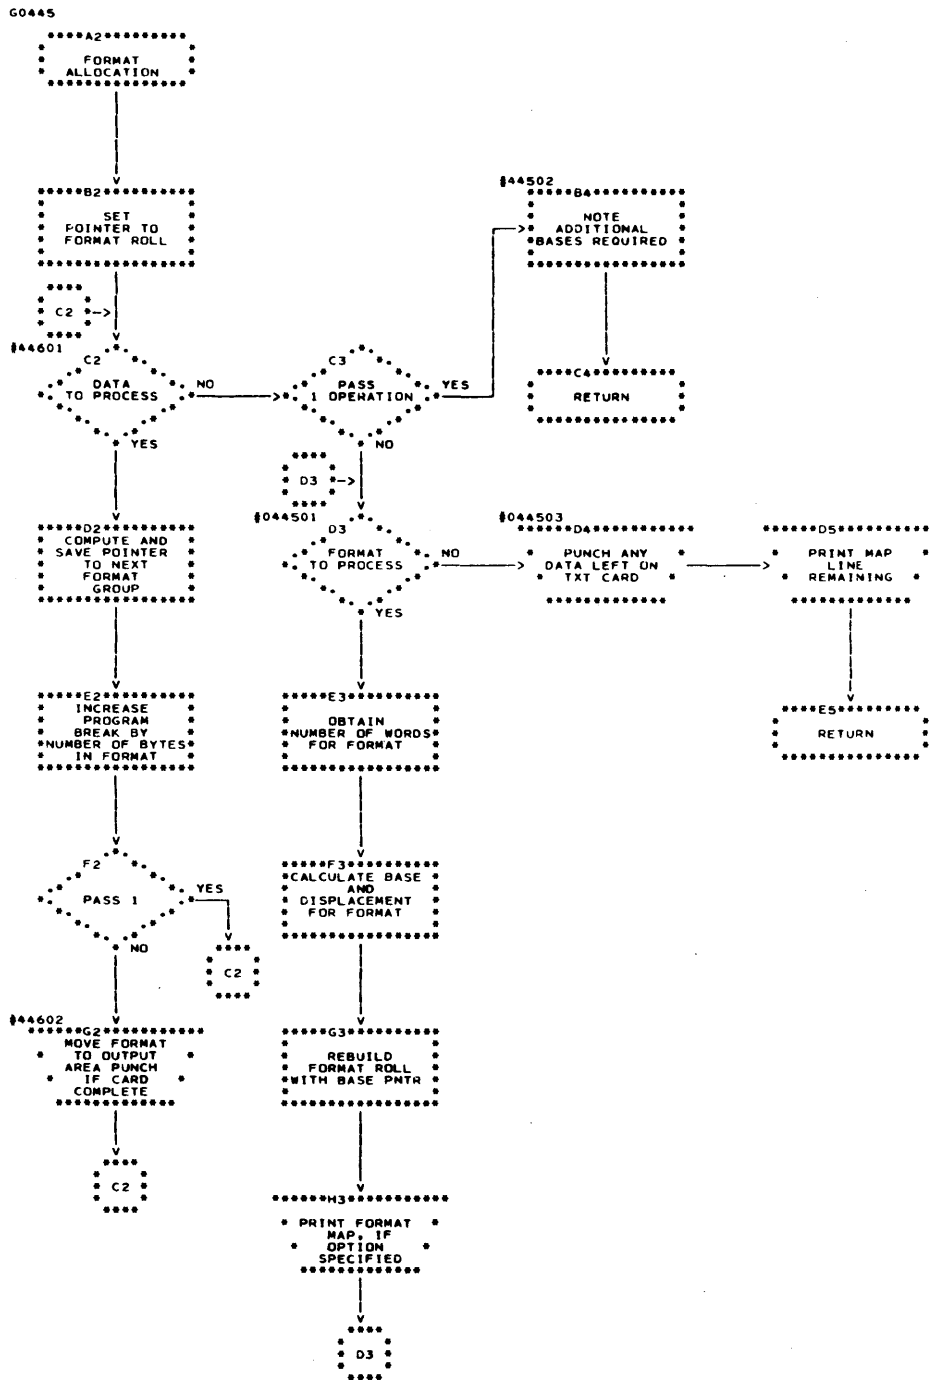 G0445
A2
FORMAT
ALLOCATION
B2
SET
POINTER TO
FORMAT ROLL
#44502
B4
NOTE
ADDITIONAL
BASES REQUIRED
C2
#44601
C2
DATA
TO PROCESS
NO
YES
C3
PASS
1 OPERATION
YES
NO
C4
RETURN
D3
D2
COMPUTE AND
SAVE POINTER
TO NEXT
FORMAT
GROUP
#044501
D3
FORMAT
TO PROCESS
NO
YES
#044503
D4
PUNCH ANY
DATA LEFT ON
TXT CARD
D5
PRINT MAP
LINE
REMAINING
E2
INCREASE
PROGRAM
BREAK BY
NUMBER OF BYTES
IN FORMAT
E3
OBTAIN
NUMBER OF WORDS
FOR FORMAT
E5
RETURN
F2
PASS 1
YES
NO
C2
F3
CALCULATE BASE
AND
DISPLACEMENT
FOR FORMAT
#44602
G2
MOVE FORMAT
TO OUTPUT
AREA PUNCH
IF CARD
COMPLETE
G3
REBUILD
FORMAT ROLL
WITH BASE PNTR
C2
H3
PRINT FORMAT
MAP, IF
OPTION
SPECIFIED
D3